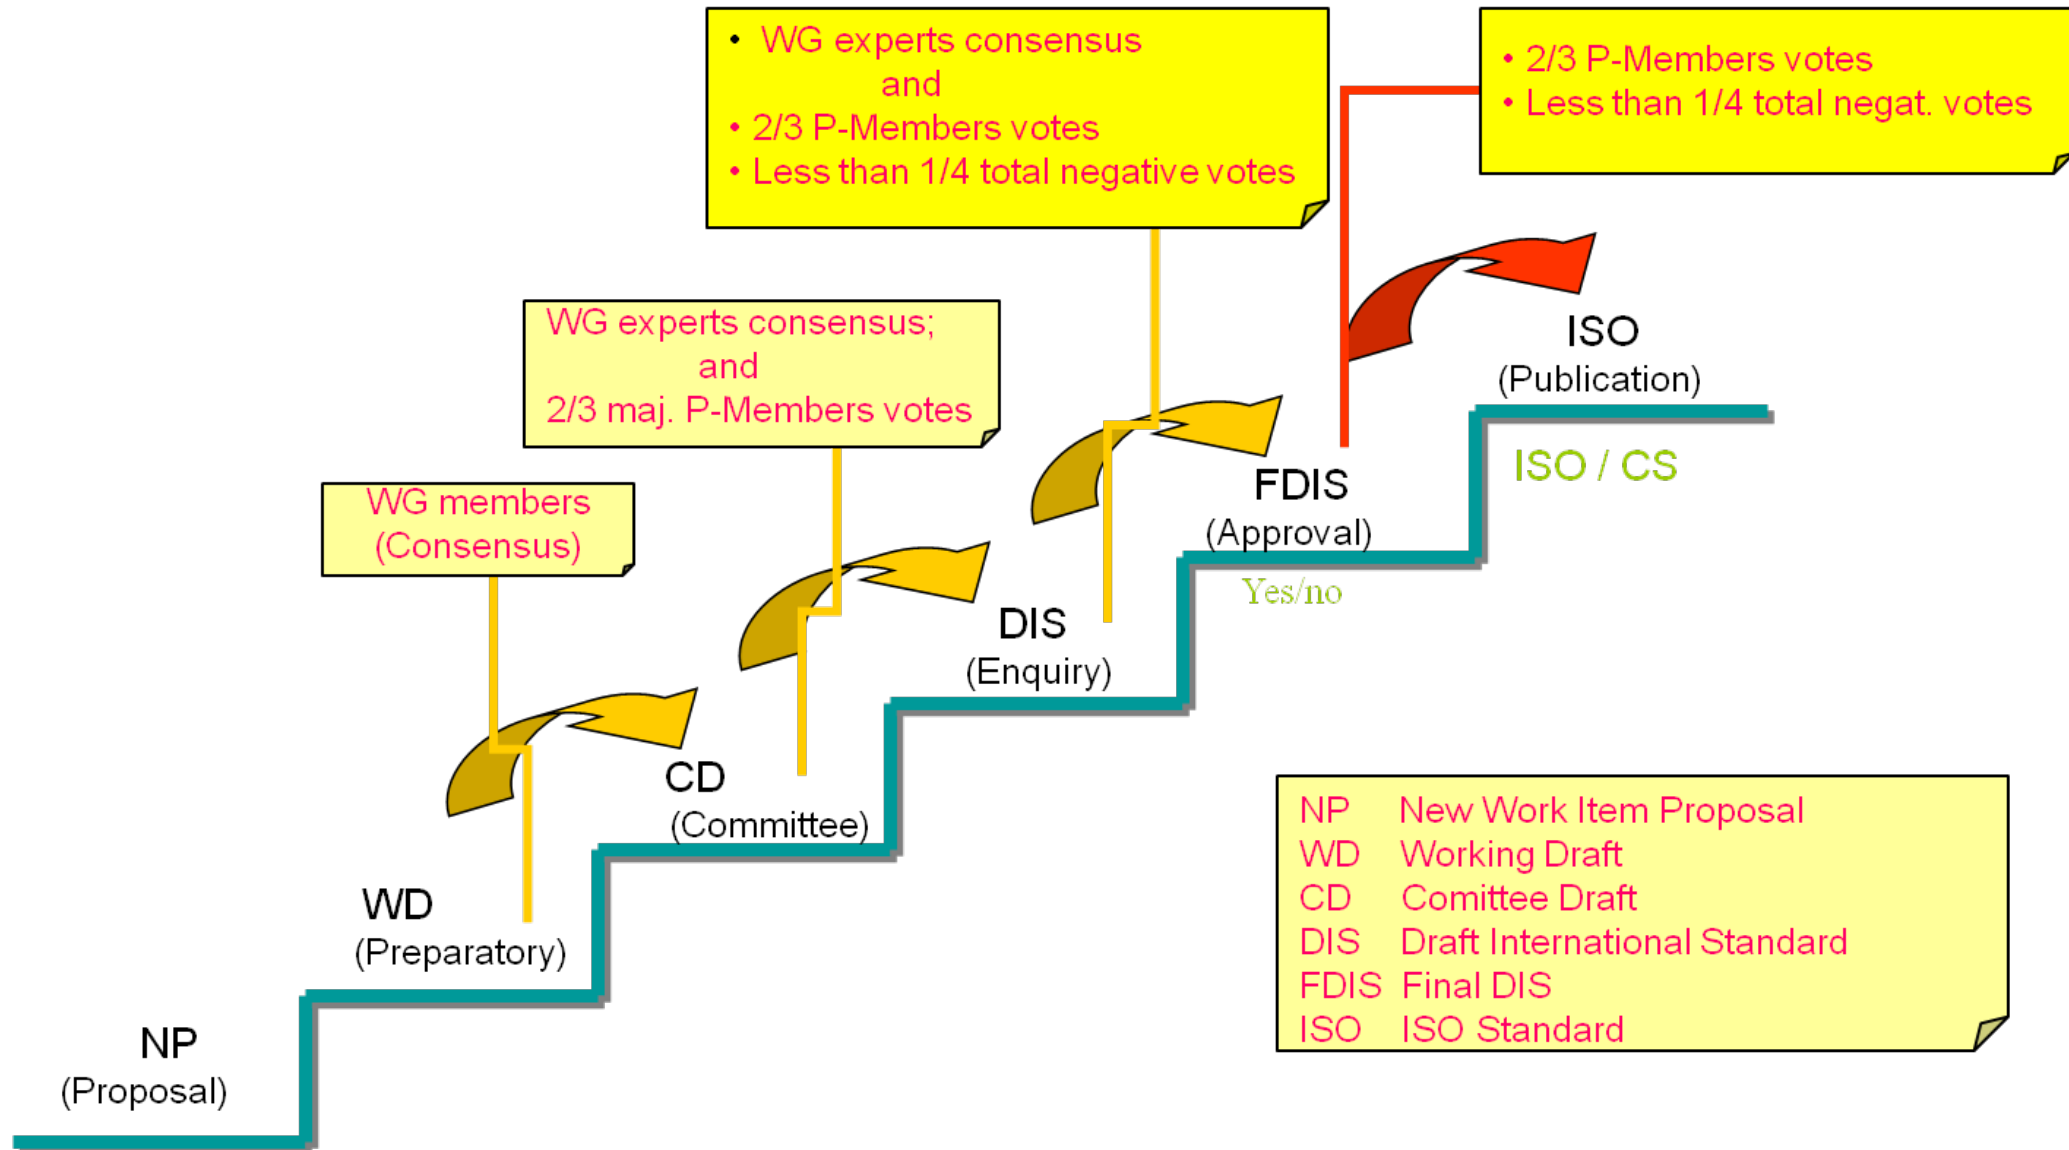 • WG experts consensus
and
• 2/3 P-Members votes
• Less than 1/4 total negative votes
• 2/3 P-Members votes
• Less than 1/4 total negat. votes
WG experts consensus;
and
2/3 maj. P-Members votes
WG members
(Consensus)
ISO
(Publication)
ISO / CS
FDIS
(Approval)
Yes/no
DIS
(Enquiry)
CD
(Committee)
WD
(Preparatory)
NP
(Proposal)
NP New Work Item Proposal
WD Working Draft
CD Comittee Draft
DIS Draft International Standard
FDIS Final DIS
ISO ISO Standard